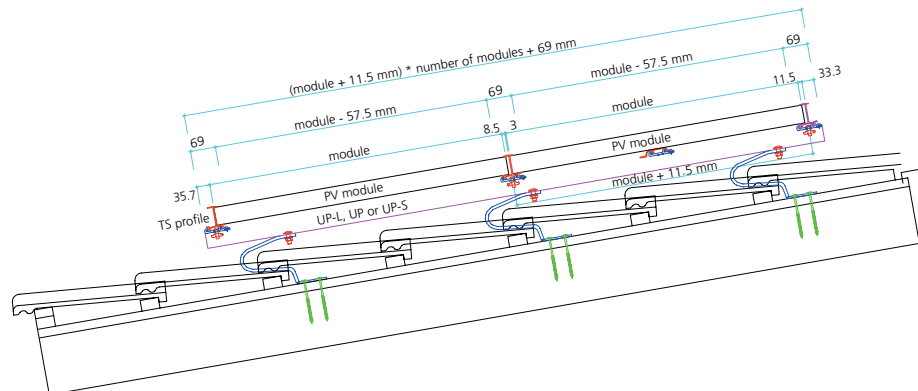 69
(module + 11.5 mm) * number of modules + 69 mm
module - 57.5 mm
69
11.5
33.3
module - 57.5 mm
module
69
8.5
3
module
PV module
35.7
PV module
module + 11.5 mm
TS profile
UP-L, UP or UP-S